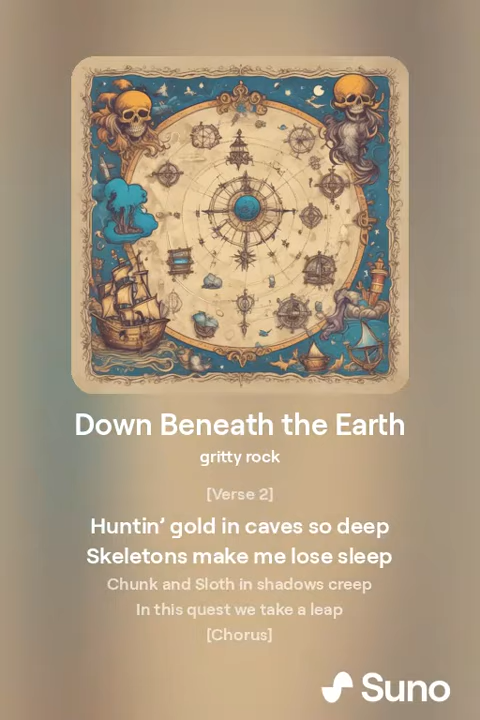 Down Beneath the Earth
gritty rock
[Verse 2]
Huntin’ gold in caves so deep
Skeletons make me lose sleep
Chunk and Sloth in shadows creep
In this quest we take a leap
[Chorus]
Suno